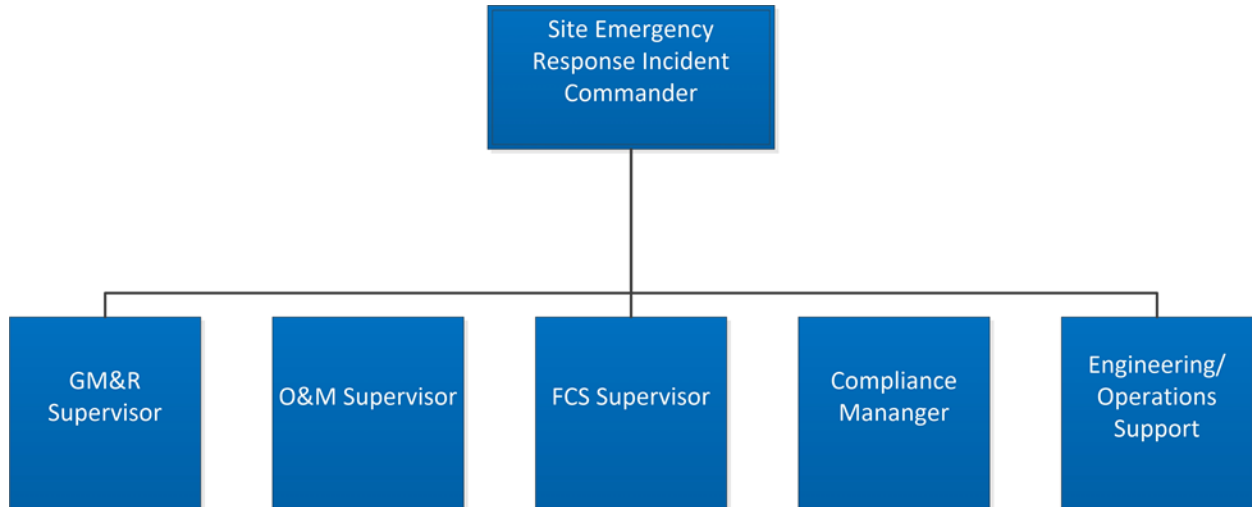 Site Emergency
Response Incident
Commander
GM&R
Supervisor
O&M Supervisor
FCS Supervisor
Compliance
Mananger
Engineering/
Operations
Support